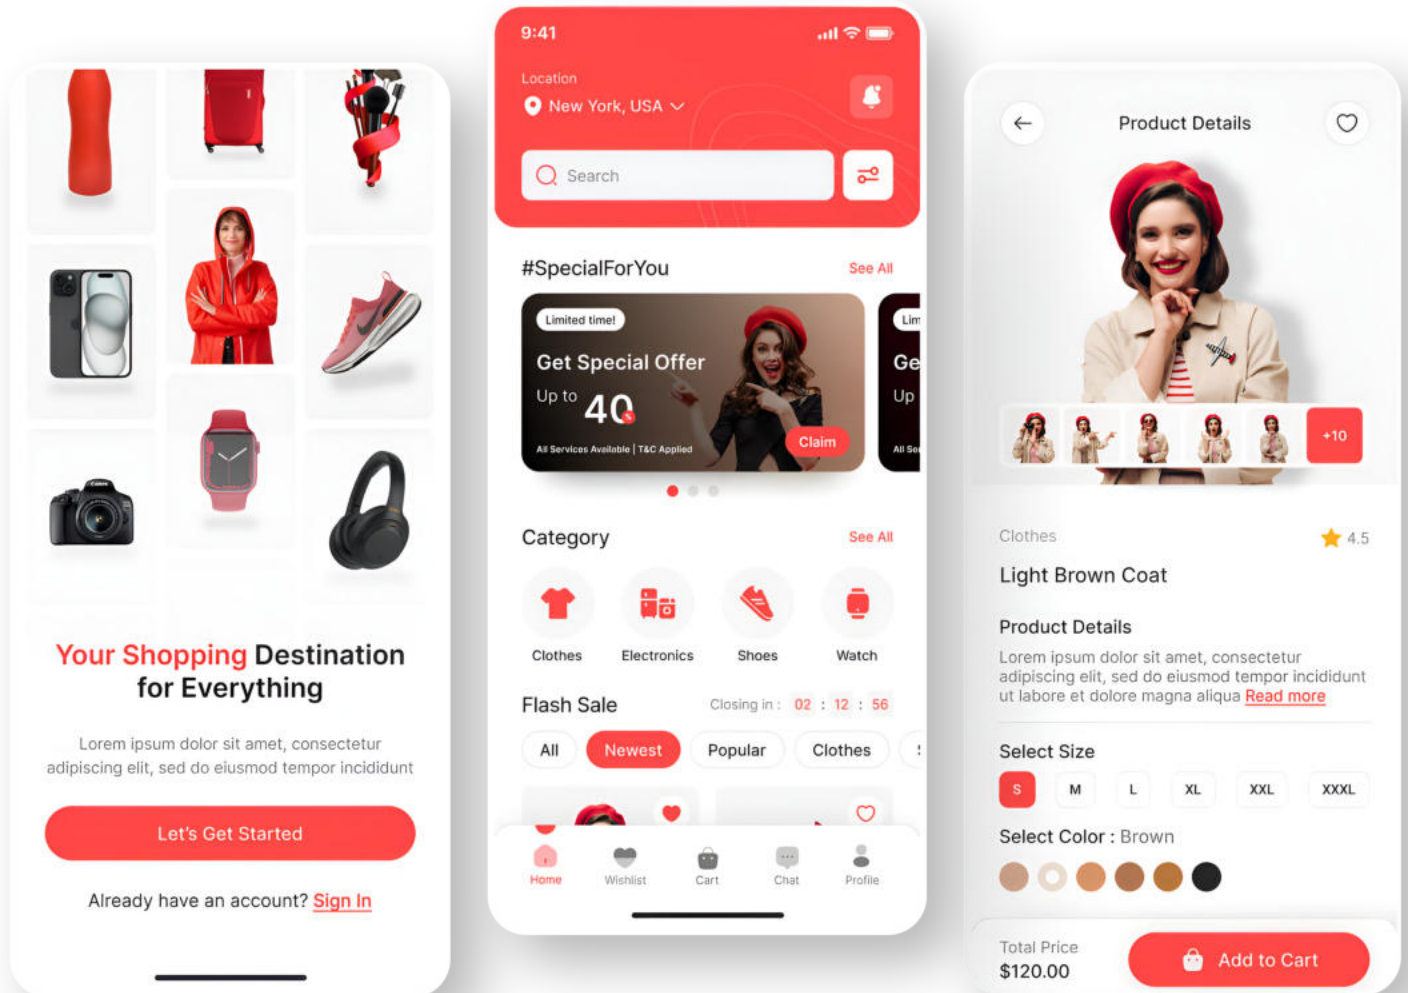 Your Shopping Destination
for Everything
Lorem ipsum dolor sit amet, consectetur
adipiscing elit, sed do eiusmod tempor incididunt
Let's Get Started
Already have an account? Sign In
9:41
Location
New York, USA
Search
#SpecialForYou
See All
Limited time!
Get Special Offer
Up to 40 %
All Services Available | T&C Applied
Claim
Lim
Ge
Up
All Se
Category
See All
Clothes
Electronics
Shoes
Watch
Flash Sale
Closing in : 02 : 12 : 56
All
Newest
Popular
Clothes
Home
Wishlist
Cart
Chat
Profile
Product Details
+10
Clothes
4.5
Light Brown Coat
Product Details
Lorem ipsum dolor sit amet, consectetur
adipiscing elit, sed do eiusmod tempor incididunt
ut labore et dolore magna aliqua Read more
Select Size
S
M
L
XL
XXL
XXXL
Select Color : Brown
Total Price
$120.00
Add to Cart